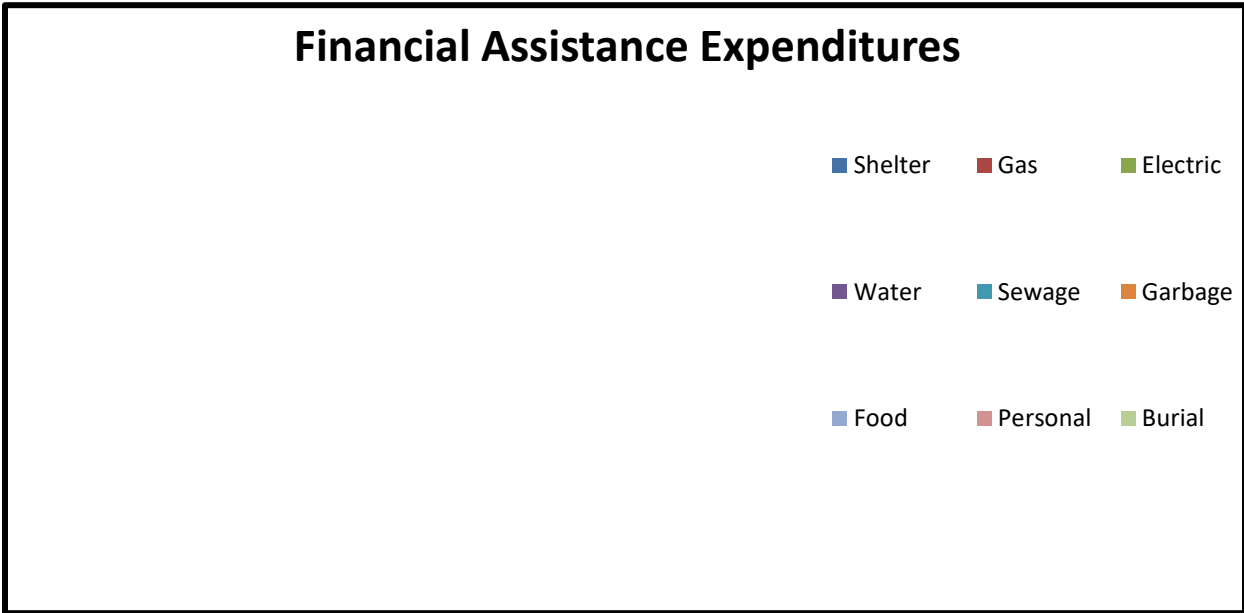 Financial Assistance Expenditures
Shelter Gas Electric
Water Sewage Garbage
Food Personal Burial